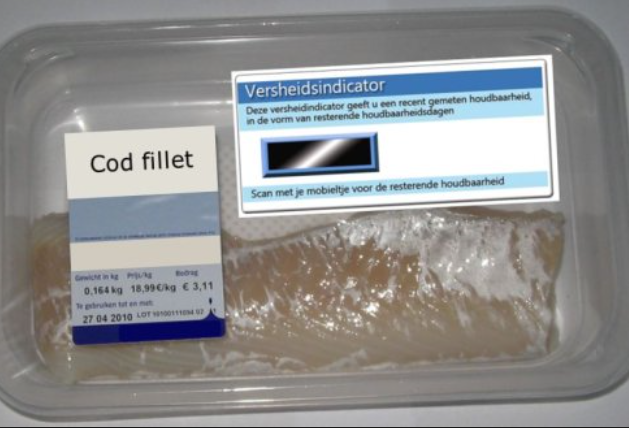 Versheidsindicator
Deze versheidindicator geeft u een recent gemeten houdbaarheid,
in de vorm van resterende houdbaarheidsdagen
Scan met je mobieltje voor de resterende houdbaarheid
Cod fillet
Gewicht in kg Prijs/kg Bedrag
0,164 kg 18,99€/kg € 3,11
Te gebruiken tot en met:
27 04 2010 LOT 10100111094 02